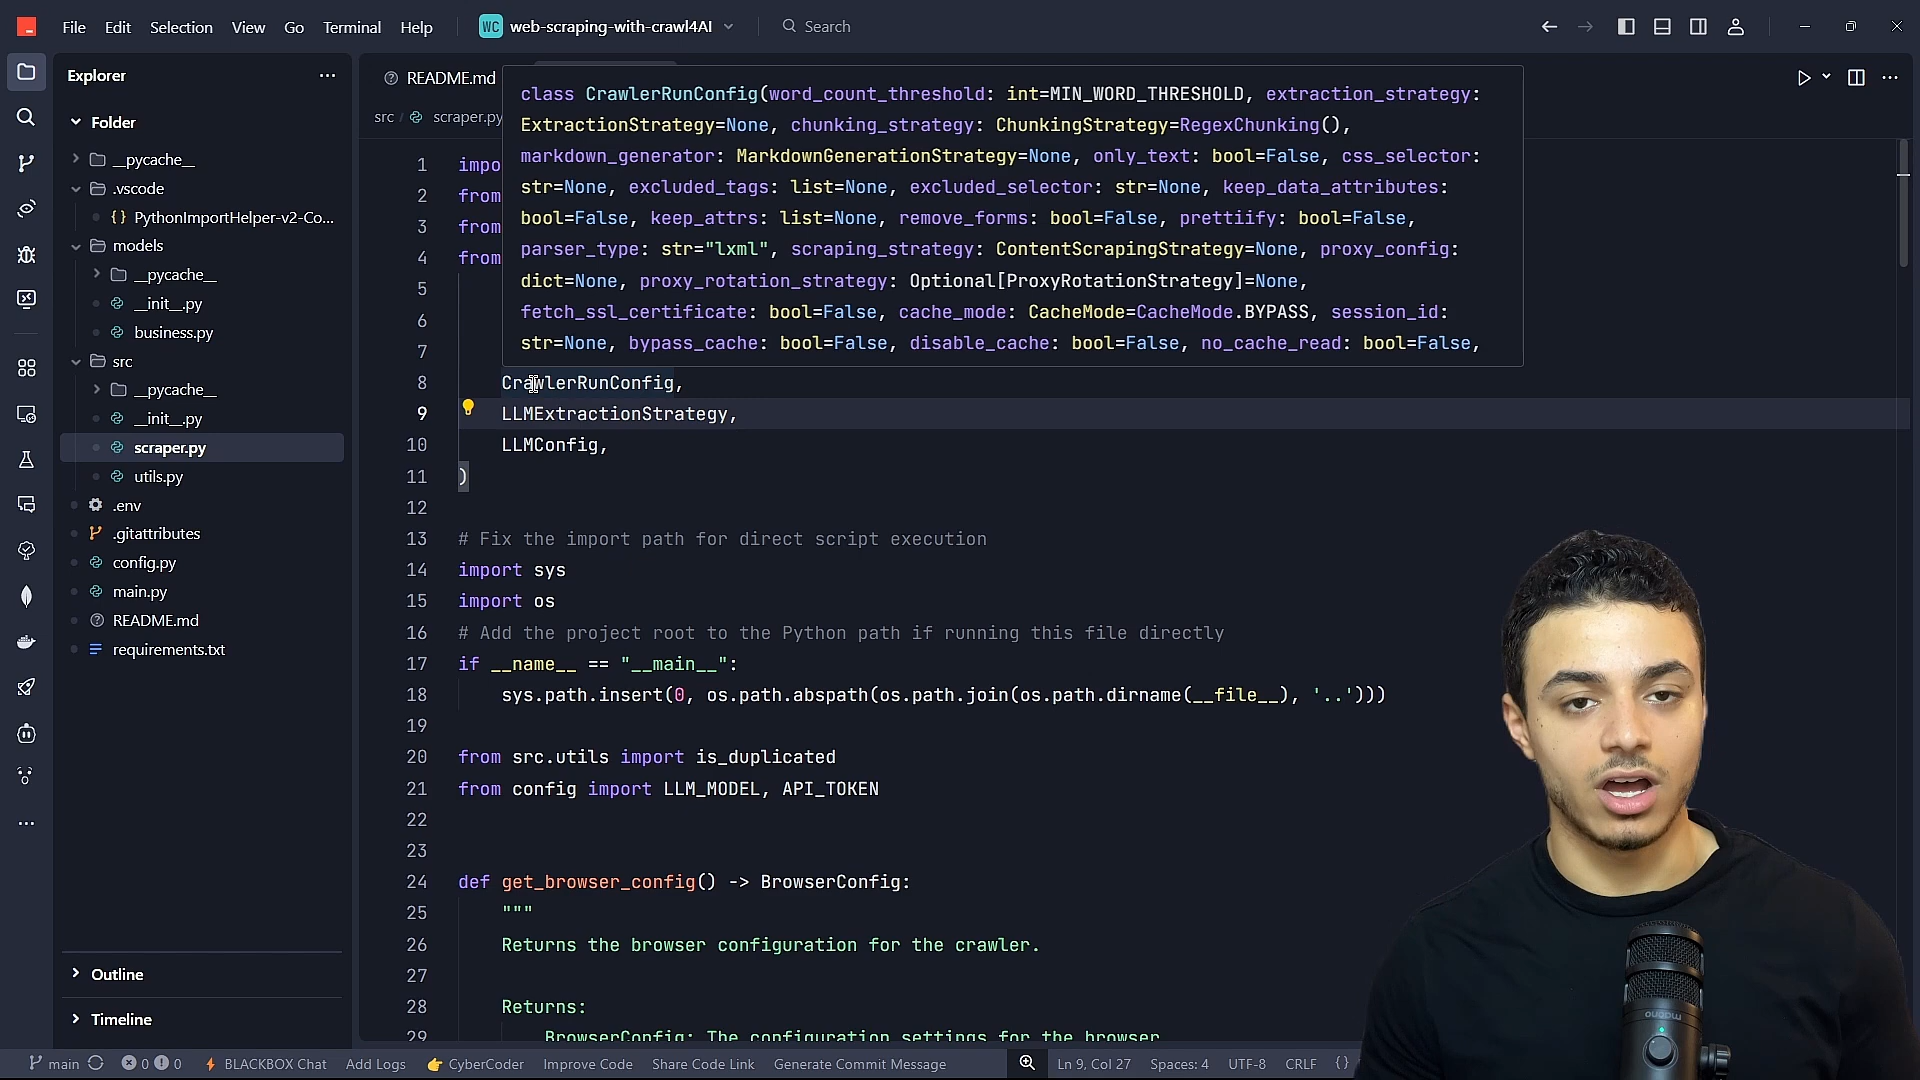 File Edit Selection View Go Terminal Help
WC web-scraping-with-crawl4AI
Search
Explorer
Folder
__pycache__
.vscode
{} PythonImportHelper-v2-Co...
models
__pycache__
__init__.py
business.py
src
__pycache__
__init__.py
scraper.py
utils.py
.env
.gitattributes
config.py
main.py
README.md
requirements.txt
Outline
Timeline
README.md
src / scraper.py
class CrawlerRunConfig(word_count_threshold: int=MIN_WORD_THRESHOLD, extraction_strategy:
ExtractionStrategy=None, chunking_strategy: ChunkingStrategy=RegexChunking(),
markdown_generator: MarkdownGenerationStrategy=None, only_text: bool=False, css_selector:
str=None, excluded_tags: list=None, excluded_selector: str=None, keep_data_attributes:
bool=False, keep_attrs: list=None, remove_forms: bool=False, prettiify: bool=False,
parser_type: str="lxml", scraping_strategy: ContentScrapingStrategy=None, proxy_config:
dict=None, proxy_rotation_strategy: Optional[ProxyRotationStrategy]=None,
fetch_ssl_certificate: bool=False, cache_mode: CacheMode=CacheMode.BYPASS, session_id:
str=None, bypass_cache: bool=False, disable_cache: bool=False, no_cache_read: bool=False,
1 impo
2 from
3 from
4 from
5
6
7
8 CrawlerRunConfig,
9 LLMExtractionStrategy,
10 LLMConfig,
11 )
12
13 # Fix the import path for direct script execution
14 import sys
15 import os
16 # Add the project root to the Python path if running this file directly
17 if __name__ == "__main__":
18 sys.path.insert(0, os.path.abspath(os.path.join(os.path.dirname(__file__), '..')))
19
20 from src.utils import is_duplicated
21 from config import LLM_MODEL, API_TOKEN
22
23
24 def get_browser_config() -> BrowserConfig:
25 """
26 Returns the browser configuration for the crawler.
27
28 Returns:
29 BrowserConfig: The configuration settings for the browser
maono
main 0 0 BLACKBOX Chat Add Logs CyberCoder Improve Code Share Code Link Generate Commit Message Ln 9, Col 27 Spaces: 4 UTF-8 CRLF {}